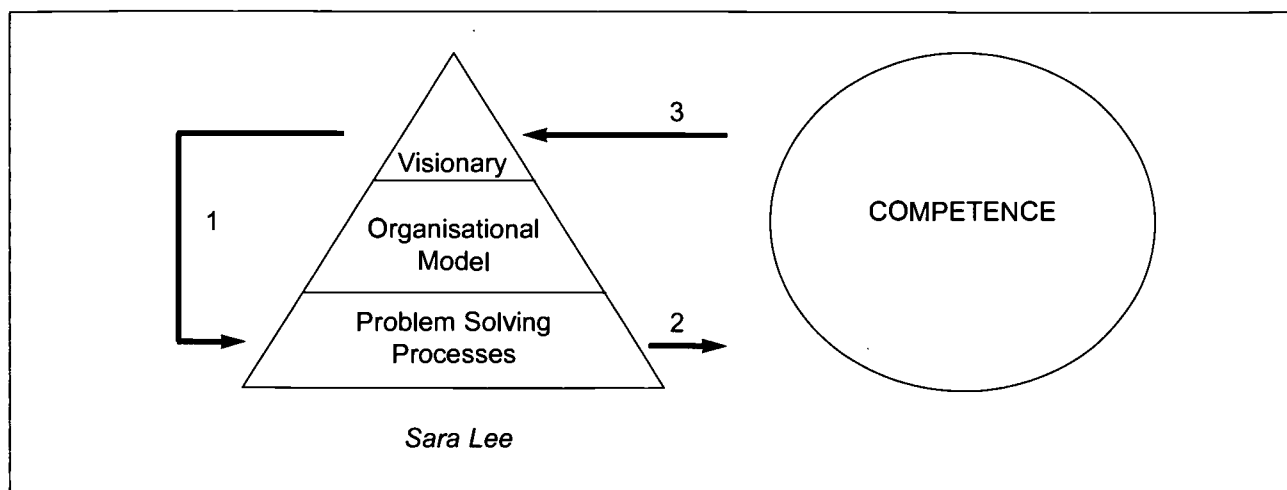 3
Visionary
1
COMPETENCE
Organisational
Model
2
Problem Solving
Processes
Sara Lee